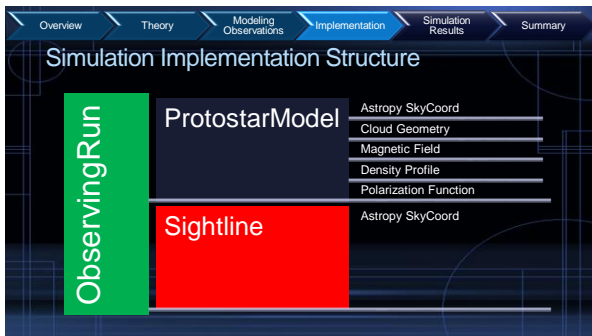 Overview
Theory
Modeling
Observations
Implementation
Simulation
Results
Summary
Simulation Implementation Structure
ObservingRun
ProtostarModel
Astropy SkyCoord
Cloud Geometry
Magnetic Field
Density Profile
Polarization Function
Sightline
Astropy SkyCoord